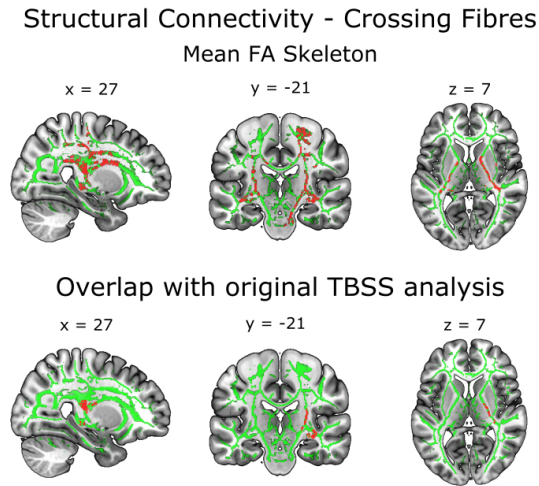 Structural Connectivity - Crossing Fibres
Mean FA Skeleton
x = 27
y = -21
z = 7
Overlap with original TBSS analysis
x = 27
y = -21
z = 7